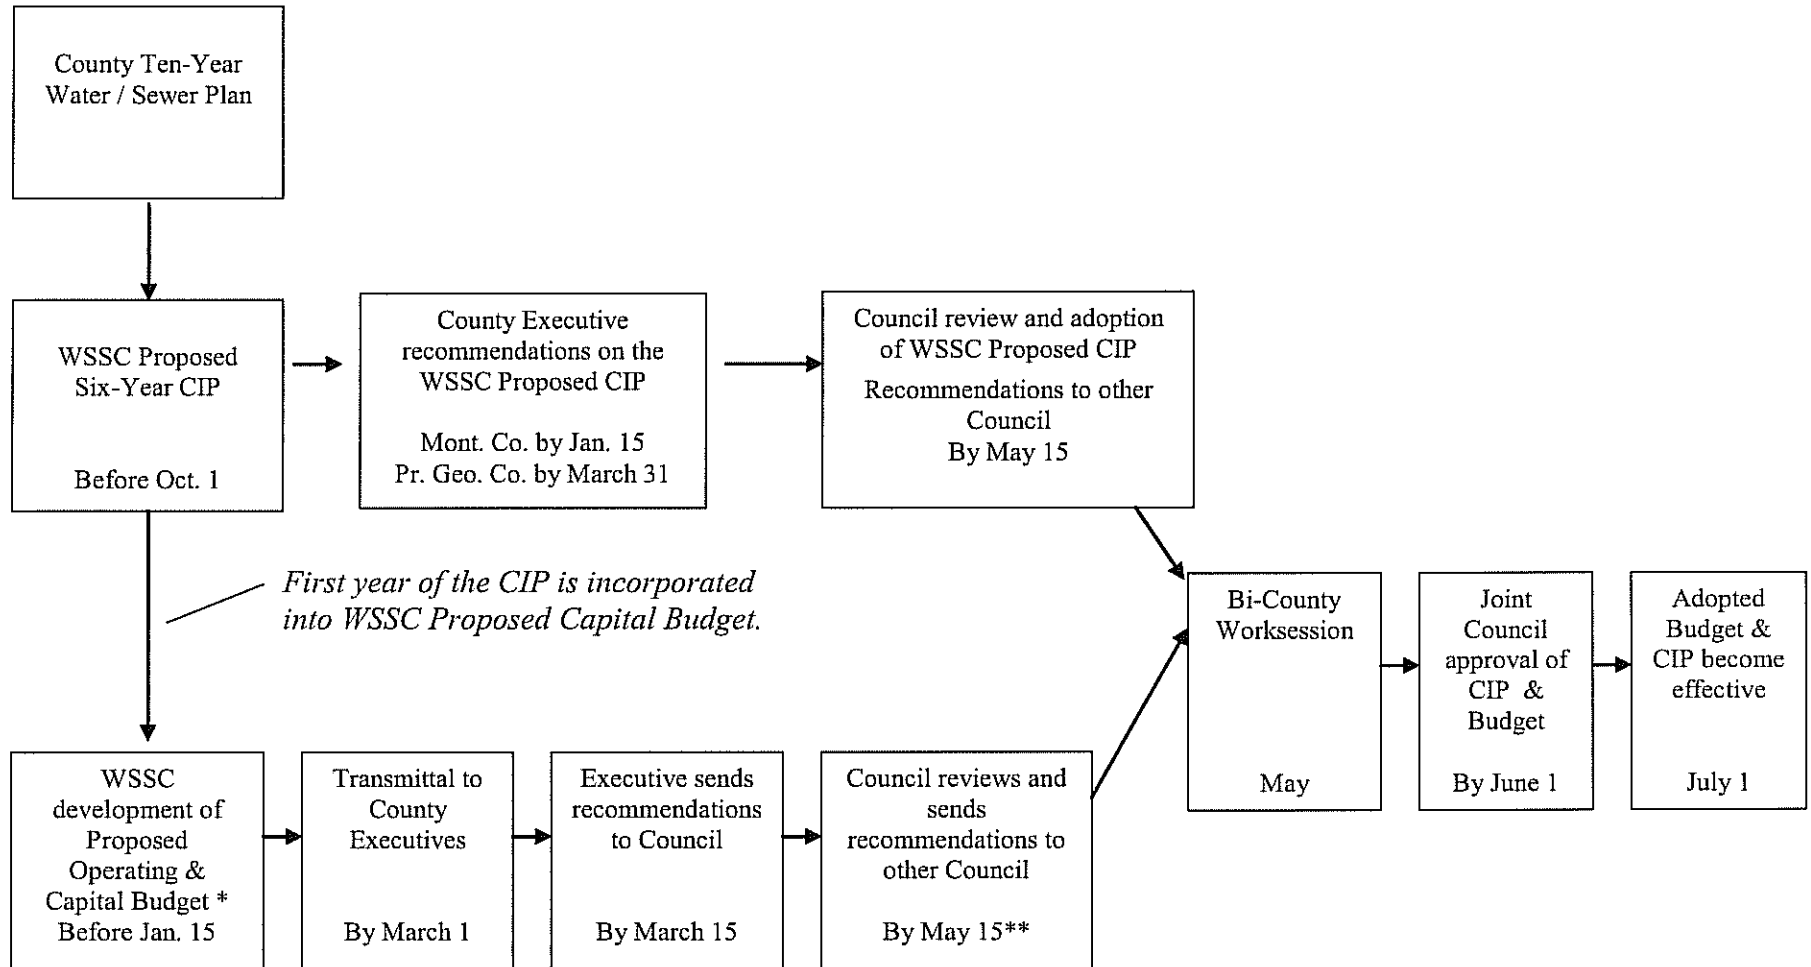 County Ten-Year
Water / Sewer Plan
WSSC Proposed
Six-Year CIP
Before Oct. 1
County Executive
recommendations on the
WSSC Proposed CIP
Mont. Co. by Jan. 15
Pr. Geo. Co. by March 31
Council review and adoption
of WSSC Proposed CIP
Recommendations to other
Council
By May 15
First year of the CIP is incorporated
into WSSC Proposed Capital Budget.
Bi-County
Worksession
May
Joint
Council
approval of
CIP &
Budget
By June 1
Adopted
Budget &
CIP become
effective
July 1
WSSC
development of
Proposed
Operating &
Capital Budget *
Before Jan. 15
Transmittal to
County
Executives
By March 1
Executive sends
recommendations
to Council
By March 15
Council reviews and
sends
recommendations to
other Council
By May 15**